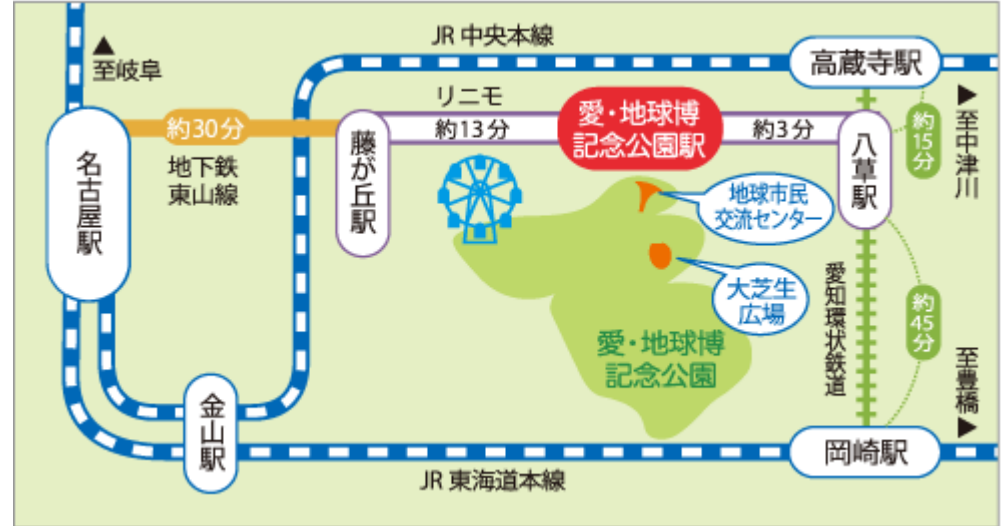 JR 中央本線
▲
至岐阜
高蔵寺駅
リニモ
約30分
約13分
愛・地球博
記念公園駅
約3分
約15分
▲至中津川
名古屋駅
地下鉄
東山線
藤が丘駅
八草駅
地球市民
交流センター
大芝生
広場
愛知環状鉄道
約45分
愛・地球博
記念公園
至豊橋▼
金山駅
岡崎駅
JR 東海道本線